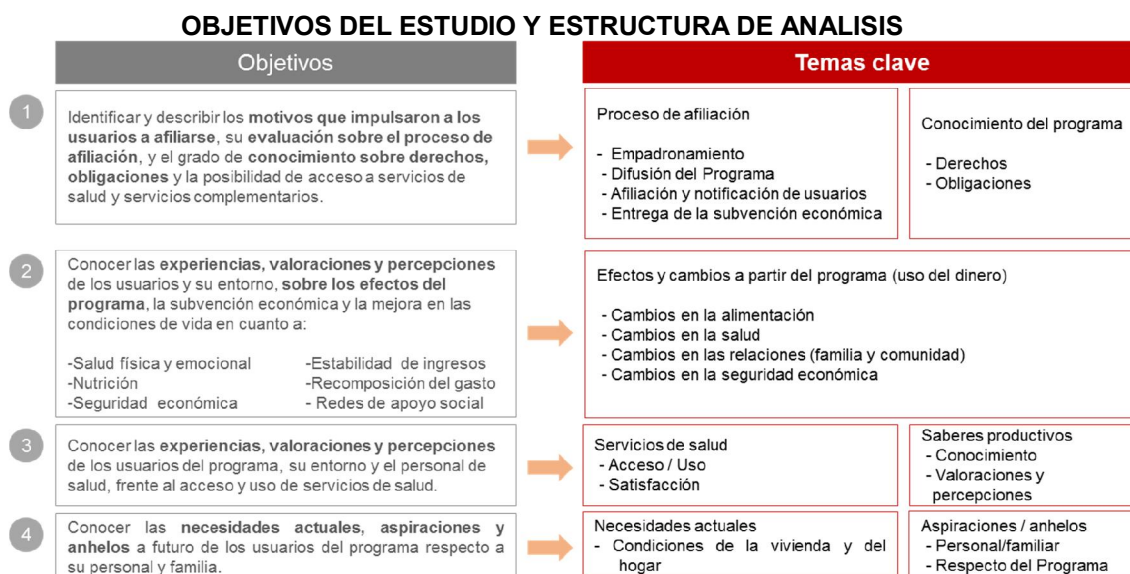 OBJETIVOS DEL ESTUDIO Y ESTRUCTURA DE ANALISIS
Objetivos
Temas clave
1
Identificar y describir los motivos que impulsaron a los
usuarios a afiliarse, su evaluación sobre el proceso de
afiliación, y el grado de conocimiento sobre derechos,
obligaciones y la posibilidad de acceso a servicios de
salud y servicios complementarios.
Proceso de afiliación
- Empadronamiento
- Difusión del Programa
- Afiliación y notificación de usuarios
- Entrega de la subvención económica
Conocimiento del programa
- Derechos
- Obligaciones
2
Conocer las experiencias, valoraciones y percepciones
de los usuarios y su entorno, sobre los efectos del
programa, la subvención económica y la mejora en las
condiciones de vida en cuanto a:
-Salud física y emocional
-Nutrición
-Seguridad económica
-Estabilidad de ingresos
-Recomposición del gasto
- Redes de apoyo social
Efectos y cambios a partir del programa (uso del dinero)
- Cambios en la alimentación
- Cambios en la salud
- Cambios en las relaciones (familia y comunidad)
- Cambios en la seguridad económica
3
Conocer las experiencias, valoraciones y percepciones
de los usuarios del programa, su entorno y el personal de
salud, frente al acceso y uso de servicios de salud.
Servicios de salud
- Acceso / Uso
- Satisfacción
Saberes productivos
- Conocimiento
- Valoraciones y
percepciones
4
Conocer las necesidades actuales, aspiraciones y
anhelos a futuro de los usuarios del programa respecto a
su personal y familia.
Necesidades actuales
- Condiciones de la vivienda y del
hogar
Aspiraciones / anhelos
- Personal/familiar
- Respecto del Programa